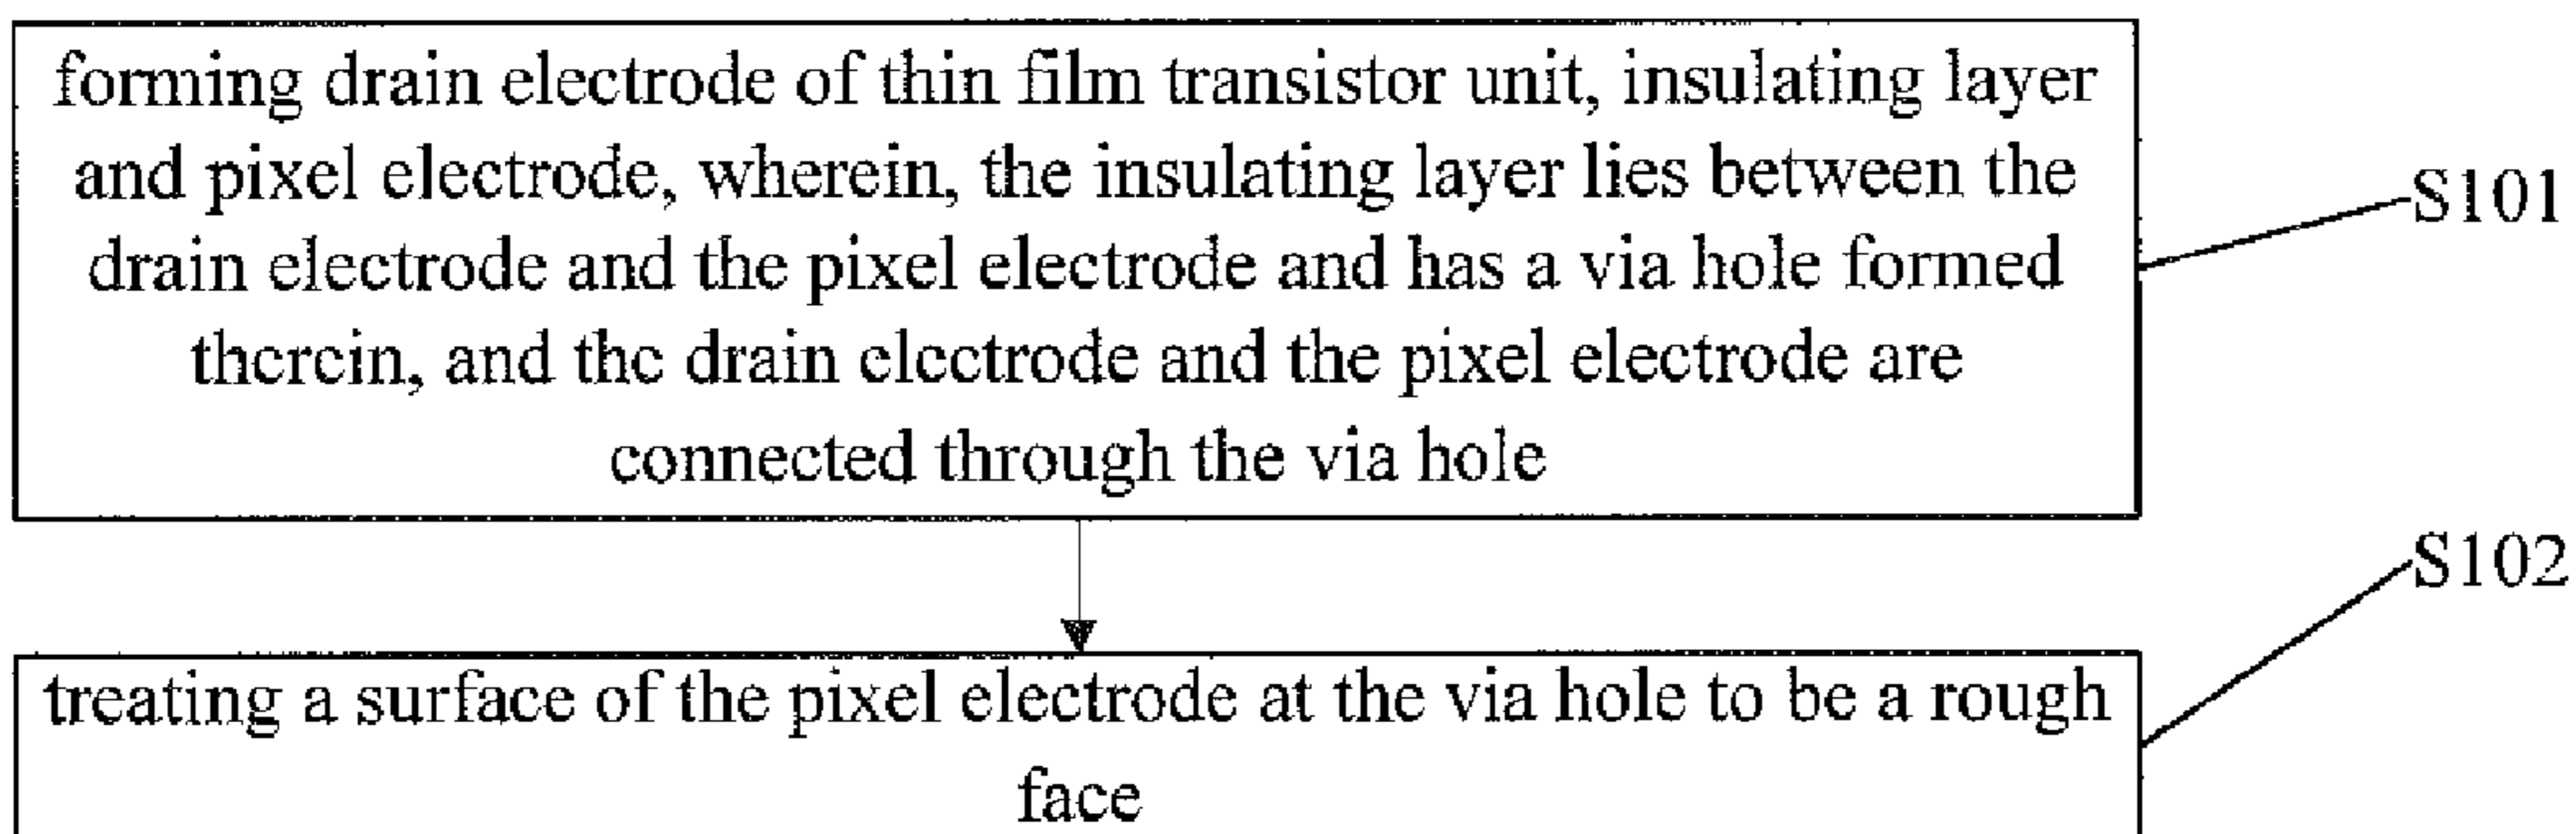 forming drain electrode of thin film transistor unit, insulating layer
and pixel electrode, wherein, the insulating layer lies between the
drain electrode and the pixel electrode and has a via hole formed
therein, and the drain electrode and the pixel electrode are
connected through the via hole
S101
S102
treating a surface of the pixel electrode at the via hole to be a rough
face